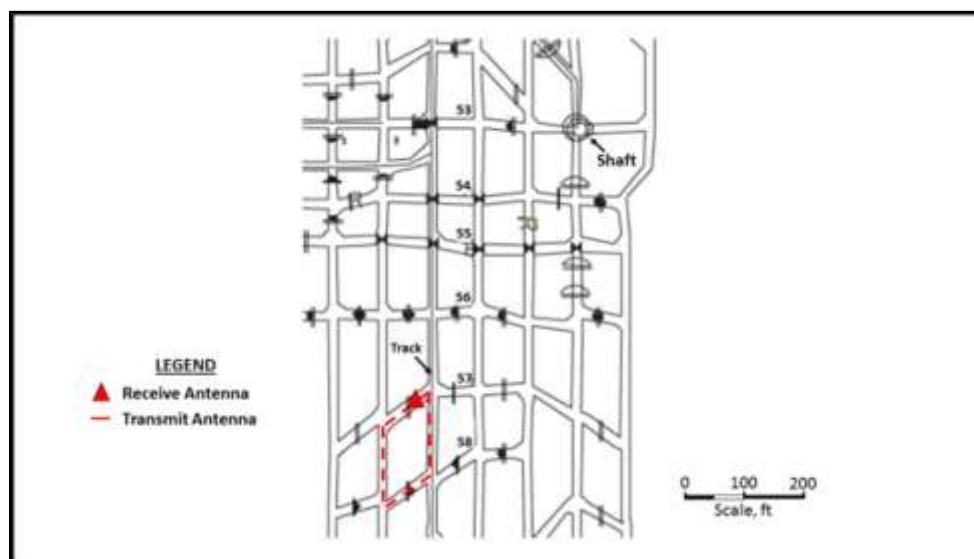 53
Shaft
54
55
56
Track
57
58
LEGEND
Receive Antenna
Transmit Antenna
0 100 200
Scale, ft